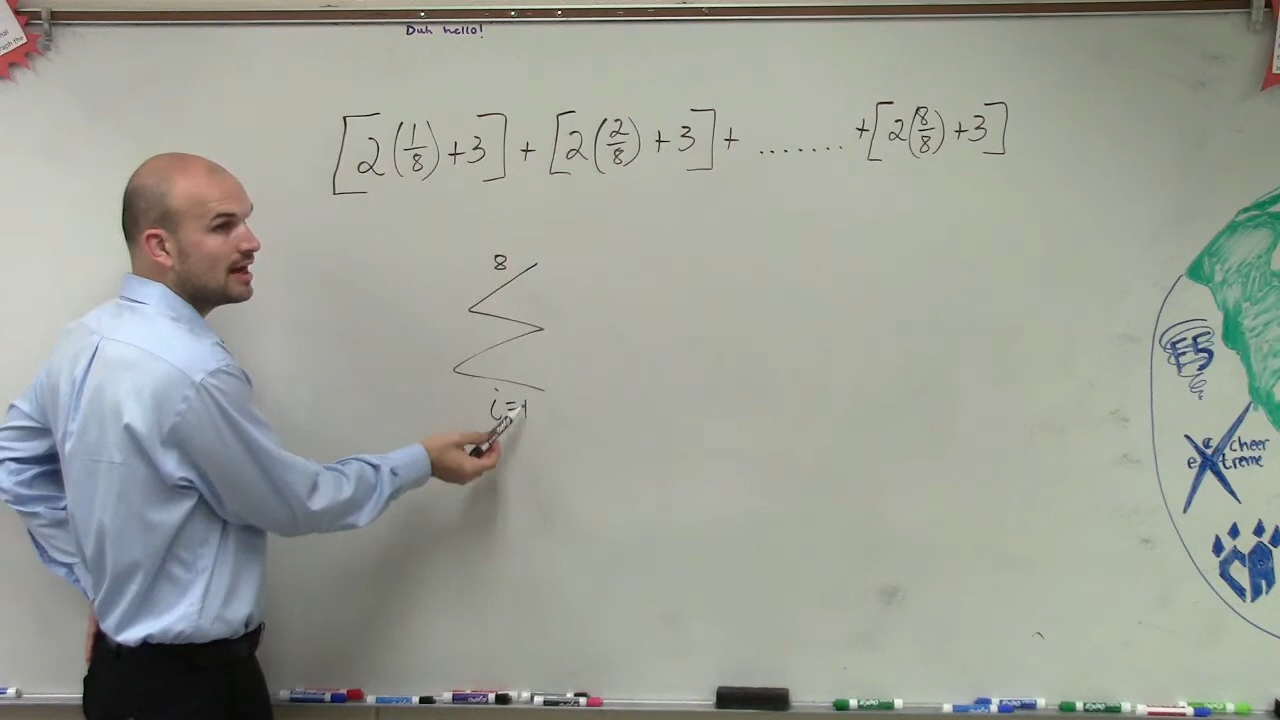 Duh hello!
[2(1/8)+3] + [2(2/8)+3] + ....... +[2(8/8)+3]
8
Σ
i=1
cheer
extreme
CA